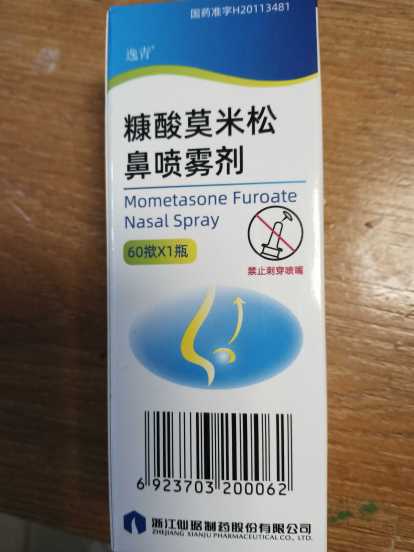 国药准字H20113481
逸青®
糠酸莫米松
鼻喷雾剂
Mometasone Furoate
Nasal Spray
60揿X1瓶
禁止刺穿喷嘴
6 923703 200062
浙江仙琚制药股份有限公司
ZHEJIANG XIANJU PHARMACEUTICAL CO., LTD.